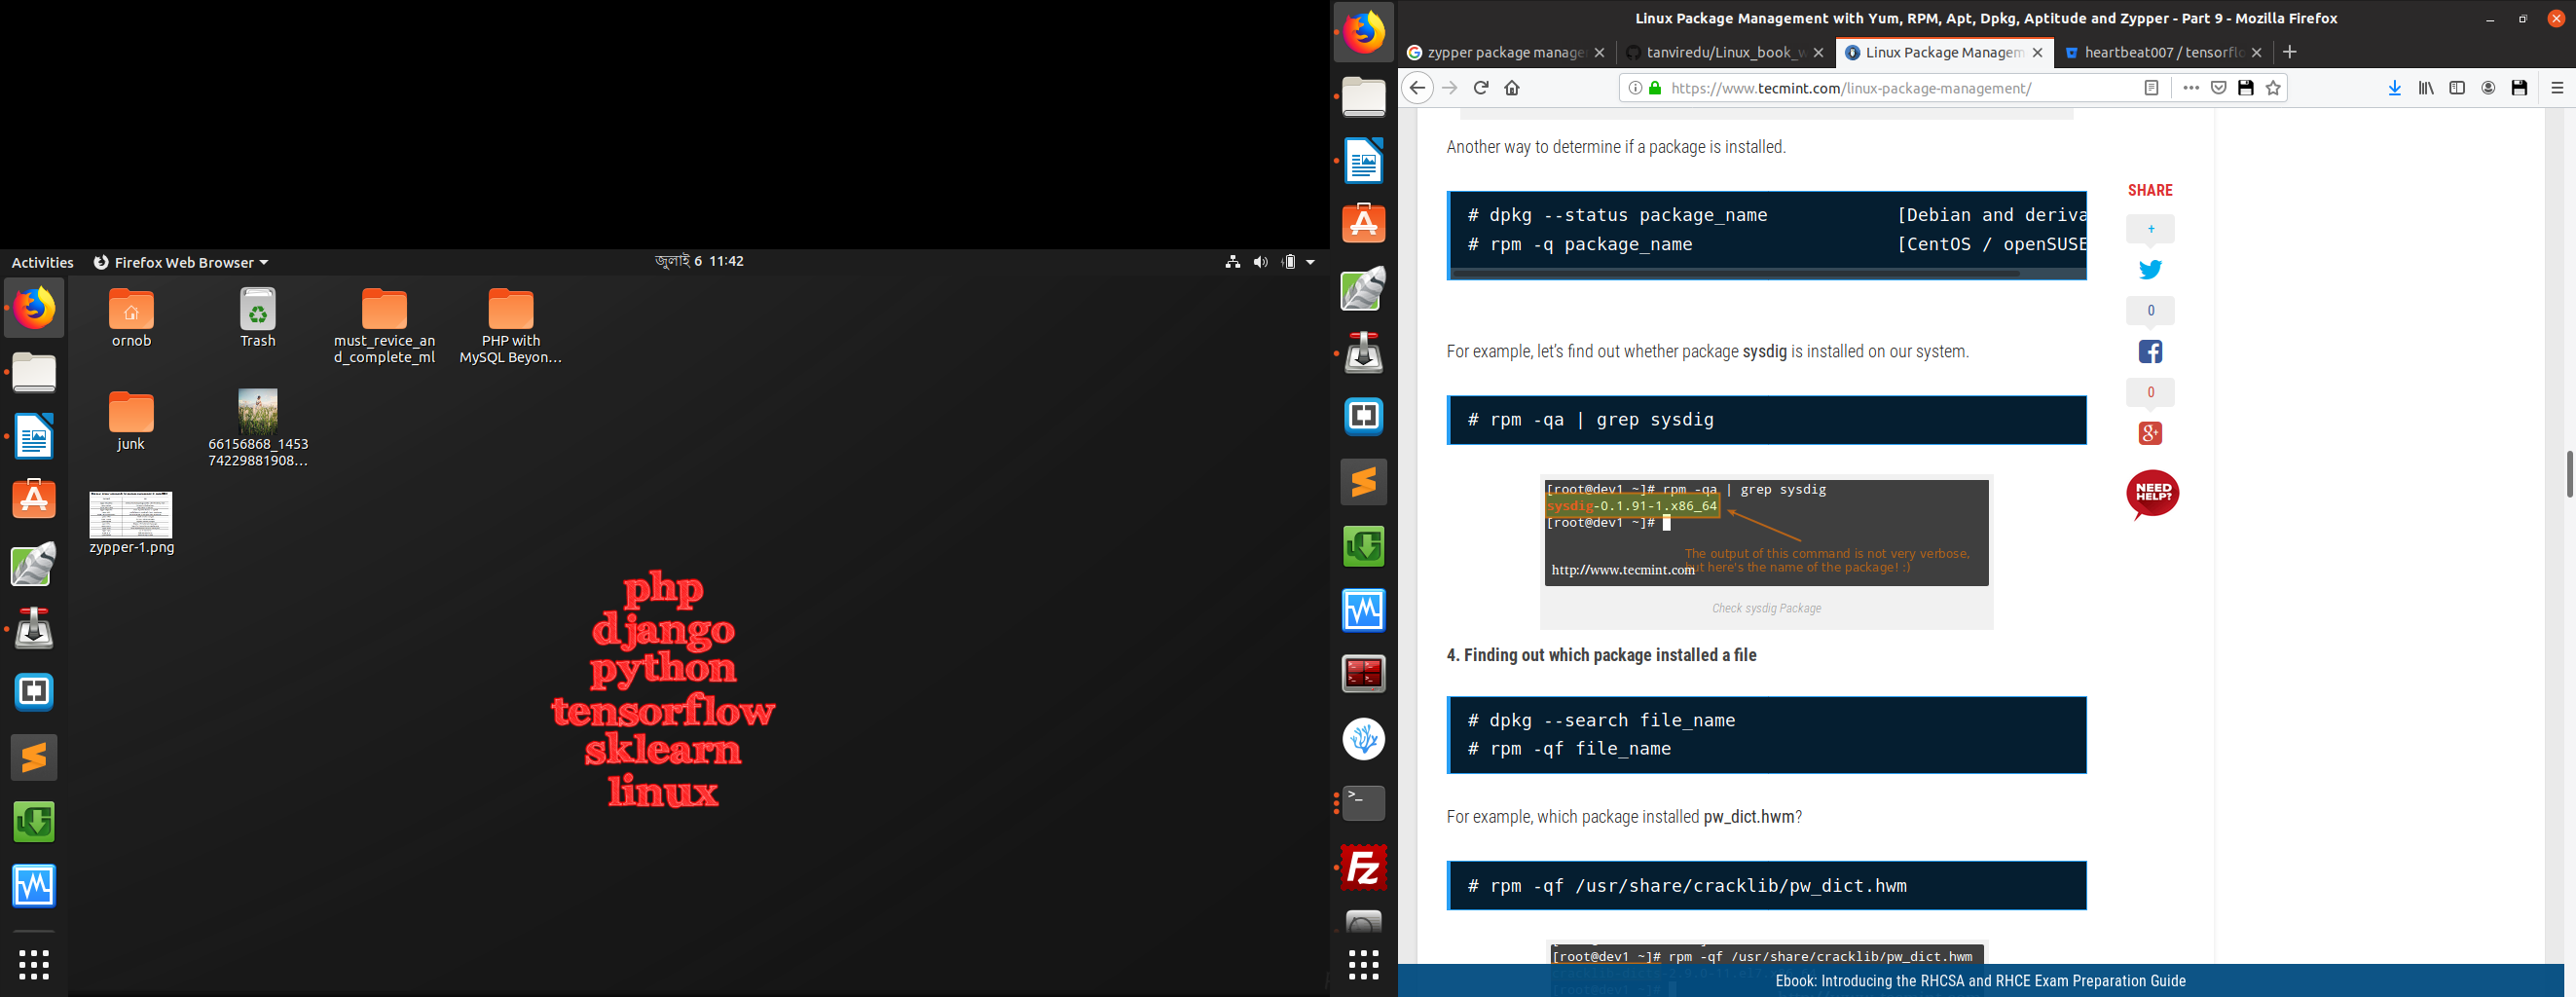 Activities
Firefox Web Browser
জুলাই 6 11:42
ornob
Trash
must_revice_an
d_complete_ml
PHP with
MySQL Beyon...
junk
66156868_1453
74229881908...
zypper-1.png
php
django
python
tensorflow
sklearn
linux
Linux Package Management with Yum, RPM, Apt, Dpkg, Aptitude and Zypper - Part 9 - Mozilla Firefox
zypper package manage
tanviredu/Linux_book_w
Linux Package Managem
heartbeat007 / tensorflo
https://www.tecmint.com/linux-package-management/
Another way to determine if a package is installed.
# dpkg --status package_name [Debian and deriva
# rpm -q package_name [CentOS / openSUSE
For example, let's find out whether package sysdig is installed on our system.
# rpm -qa | grep sysdig
[root@dev1 ~]# rpm -qa | grep sysdig
sysdig-0.1.91-1.x86_64
[root@dev1 ~]#
The output of this command is not very verbose,
but here's the name of the package! :)
http://www.tecmint.com
Check sysdig Package
4. Finding out which package installed a file
# dpkg --search file_name
# rpm -qf file_name
For example, which package installed pw_dict.hwm?
# rpm -qf /usr/share/cracklib/pw_dict.hwm
[root@dev1 ~]# rpm -qf /usr/share/cracklib/pw_dict.hwm
Ebook: Introducing the RHCSA and RHCE Exam Preparation Guide
SHARE
+
0
0
g+
NEED
HELP?
Fz